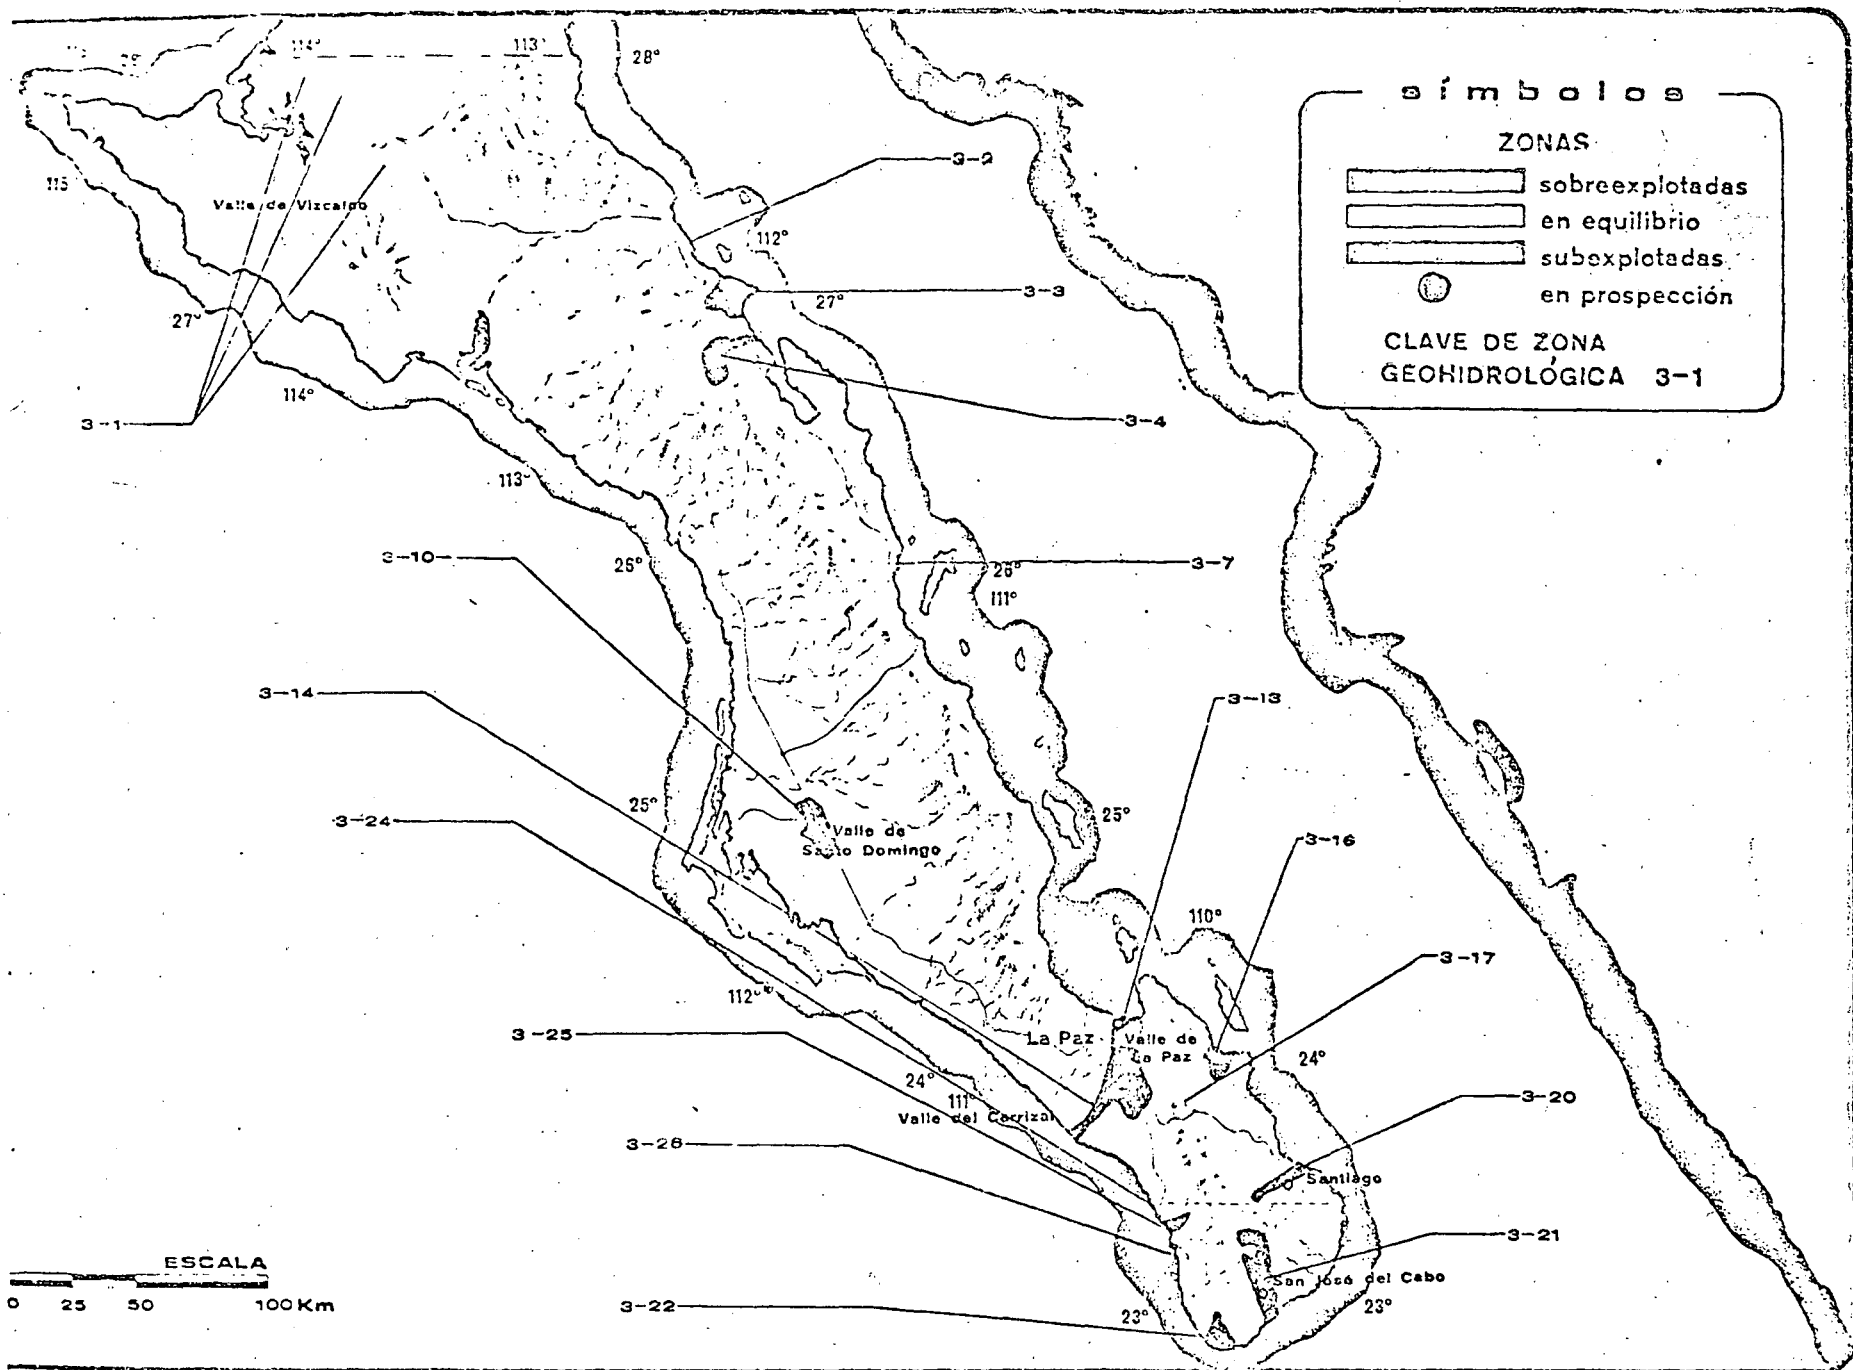 114°
113°
28°
símbolos
ZONAS
sobreexplotadas
en equilibrio
subexplotadas
en prospección
CLAVE DE ZONA
GEOHIDROLÓGICA 3-1
3-2
115
Valle de Vizcaino
112°
3-3
27°
27°
114°
3-4
3-1
113°
3-10
26°
3-7
26°
111°
3-14
3-13
25°
25°
3-24
Valle de
Santo Domingo
3-16
110°
3-17
112°
3-25
La Paz
Valle de
La Paz
24°
24°
111°
Valle del Carrizal
3-20
3-26
Santiago
3-21
ESCALA
San José del Cabo
0 25 50 100 Km
3-22
23°
23°